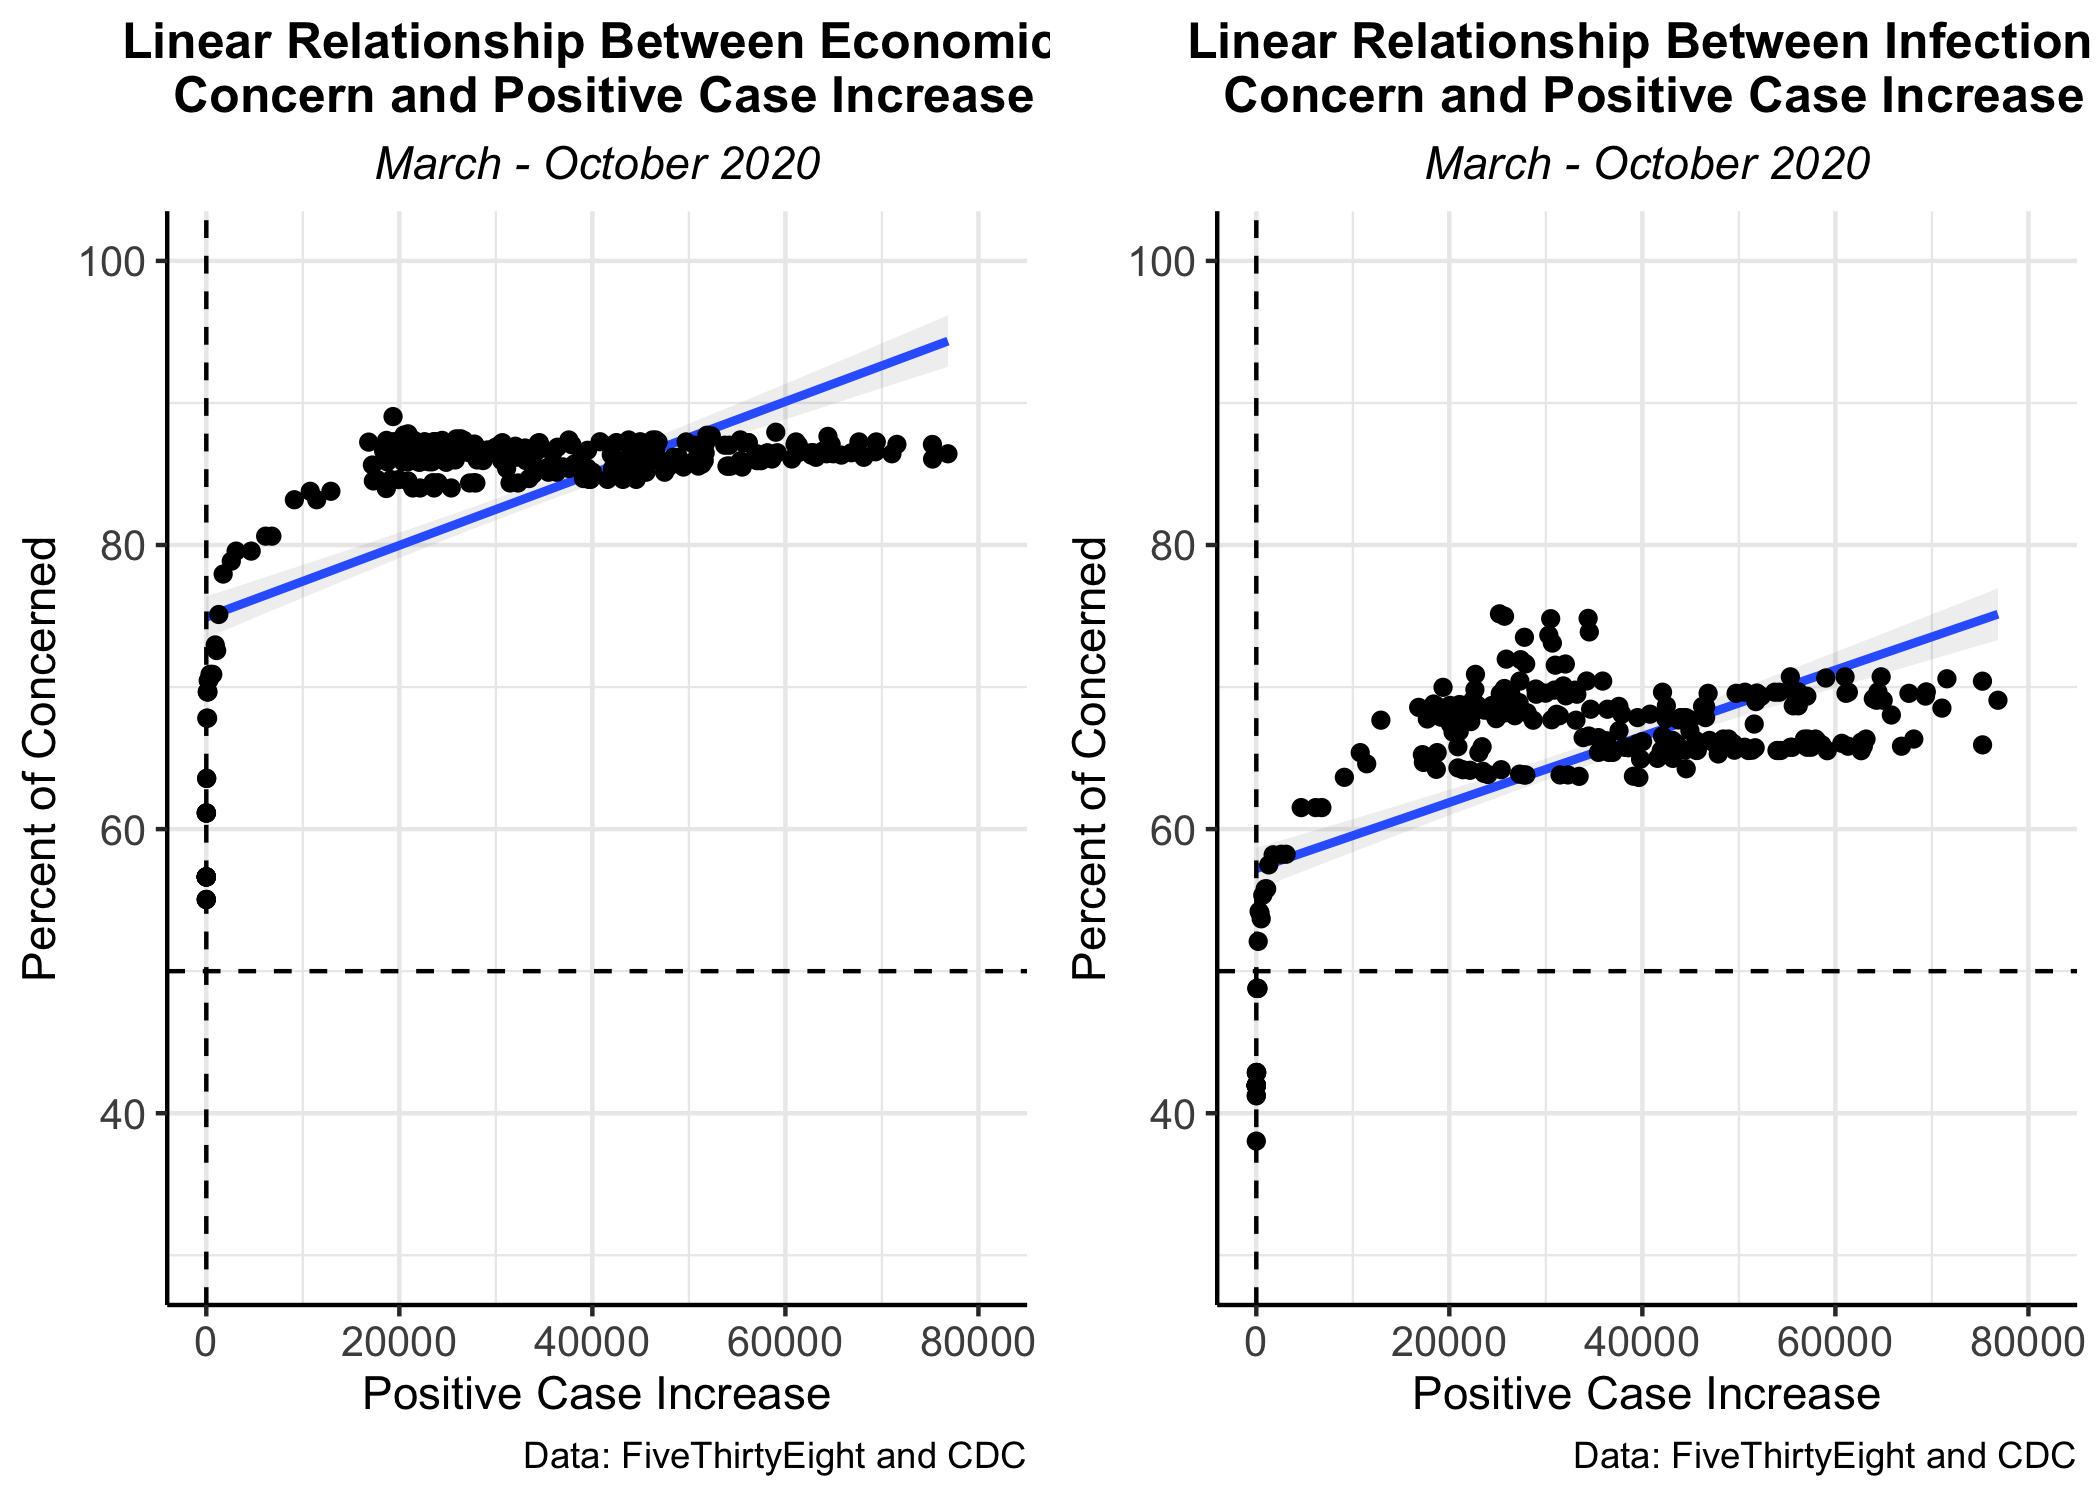 Linear Relationship Between Economic
Concern and Positive Case Increase
March - October 2020
100
80
60
40
Percent of Concerned
0 20000 40000 60000 80000
Positive Case Increase
Data: FiveThirtyEight and CDC
Linear Relationship Between Infection
Concern and Positive Case Increase
March - October 2020
100
80
60
40
Percent of Concerned
0 20000 40000 60000 80000
Positive Case Increase
Data: FiveThirtyEight and CDC